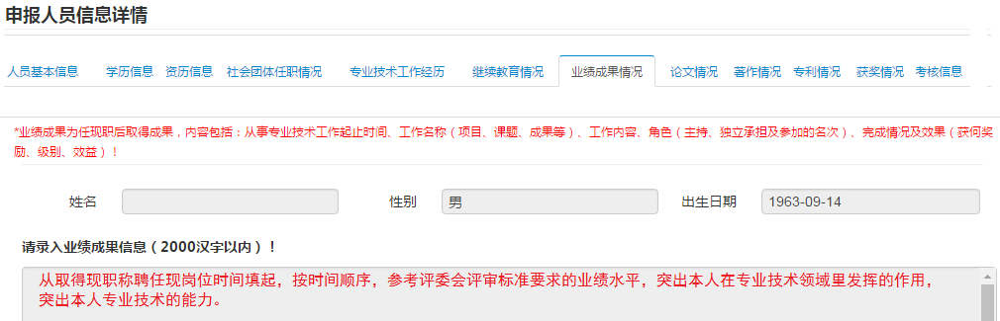 申报人员信息详情
人员基本信息 学历信息 资历信息 社会团体任职情况 专业技术工作经历 继续教育情况 业绩成果情况 论文情况 著作情况 专利情况 获奖情况 考核信息
*业绩成果为任现职后取得成果，内容包括：从事专业技术工作起止时间、工作名称（项目、课题、成果等）、工作内容、角色（主持、独立承担及参加的名次）、完成情况及效果（获何奖
励、级别、效益）！
姓名 性别 男 出生日期 1963-09-14
请录入业绩成果信息（2000汉字以内）！
从取得现职称聘任现岗位时间填起，按时间顺序，参考评委会评审标准要求的业绩水平，突出本人在专业技术领域里发挥的作用，
突出本人专业技术的能力。